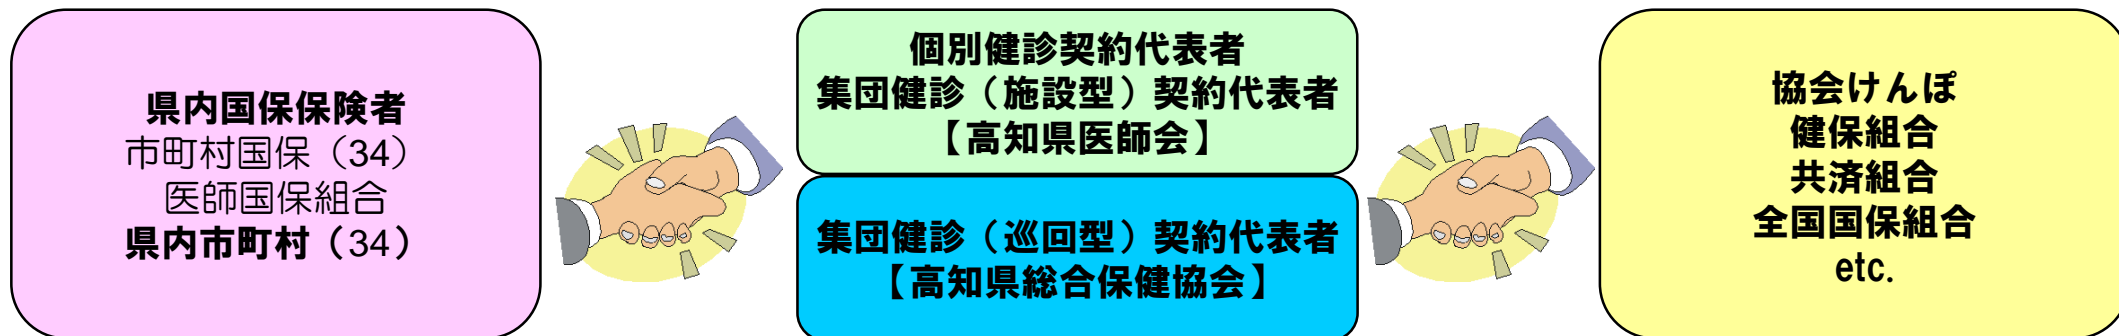 県内国保保険者
市町村国保（34）
医師国保組合
県内市町村（34）
個別健診契約代表者
集団健診（施設型）契約代表者
【高知県医師会】
集団健診（巡回型）契約代表者
【高知県総合保健協会】
協会けんぽ
健保組合
共済組合
全国国保組合
etc.